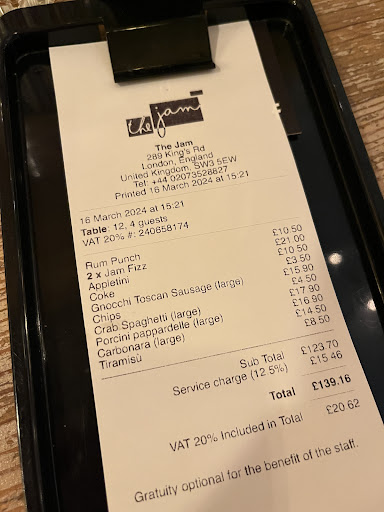 the jam
The Jam
289 King's Rd
London, England
United Kingdom, SW3 5EW
Tel: +44 02073528827
Printed 16 March 2024 at 15:21
16 March 2024 at 15:21
Table: 12, 4 guests
VAT 20% #: 240658174
Rum Punch £10.50
2 x Jam Fizz £21.00
Appletini £10.50
Coke £3.50
Gnocchi Toscan Sausage (large) £15.90
Chips £4.50
Crab Spaghetti (large) £17.90
Porcini pappardelle (large) £16.90
Carbonara (large) £14.50
Tiramisù £8.50
Sub Total £123.70
Service charge (12.5%) £15.46
Total £139.16
VAT 20% Included in Total £20.62
Gratuity optional for the benefit of the staff.